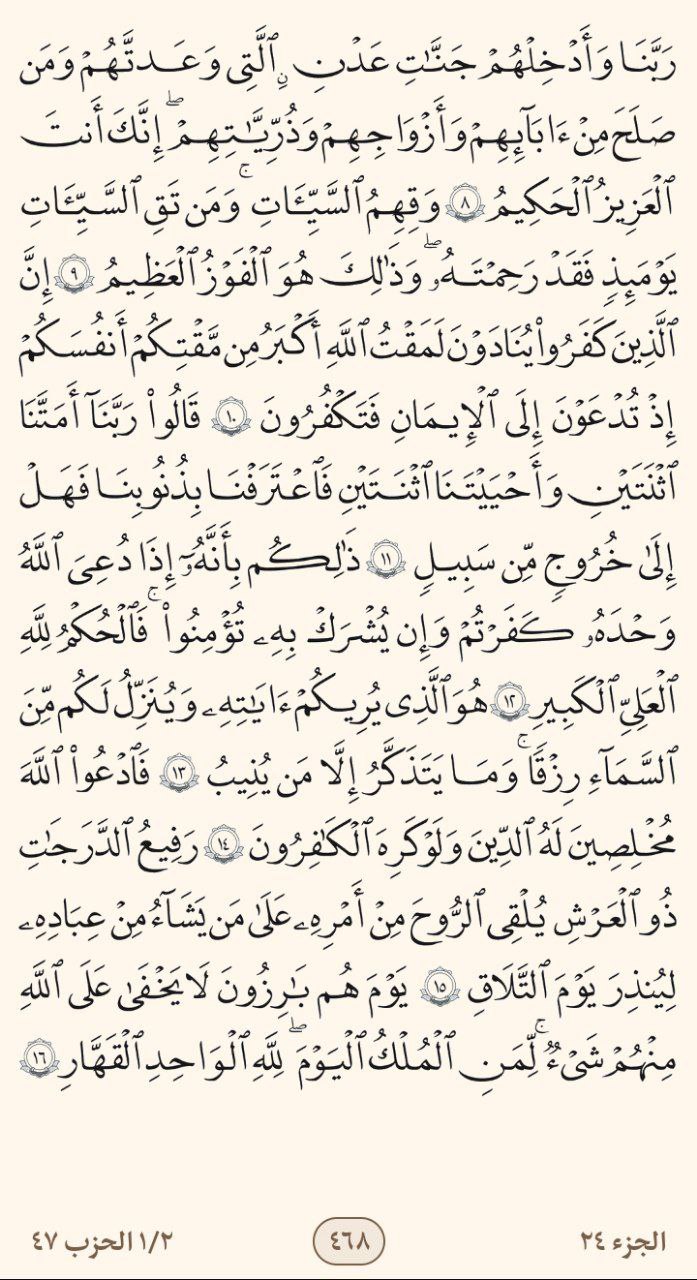 رَبَّنَا وَأَدۡخِلۡهُمۡ جَنَّٰتِ عَدۡنٍ ٱلَّتِي وَعَدتَّهُمۡ وَمَن
صَلَحَ مِنۡ ءَابَآئِهِمۡ وَأَزۡوَٰجِهِمۡ وَذُرِّيَّٰتِهِمۡۖ إِنَّكَ أَنتَ
ٱلۡعَزِيزُ ٱلۡحَكِيمُ ٨ وَقِهِمُ ٱلسَّيِّـَٔاتِۚ وَمَن تَقِ ٱلسَّيِّـَٔاتِ
يَوۡمَئِذٖ فَقَدۡ رَحِمۡتَهُۥۖ وَذَٰلِكَ هُوَ ٱلۡفَوۡزُ ٱلۡعَظِيمُ ٩ إِنَّ
ٱلَّذِينَ كَفَرُواْ يُنَادَوۡنَ لَمَقۡتُ ٱللَّهِ أَكۡبَرُ مِن مَّقۡتِكُمۡ أَنفُسَكُمۡ
إِذۡ تُدۡعَوۡنَ إِلَى ٱلۡإِيمَٰنِ فَتَكۡفُرُونَ ١٠ قَالُواْ رَبَّنَآ أَمَتَّنَا
ٱثۡنَتَيۡنِ وَأَحۡيَيۡتَنَا ٱثۡنَتَيۡنِ فَٱعۡتَرَفۡنَا بِذُنُوبِنَا فَهَلۡ
إِلَىٰ خُرُوجٖ مِّن سَبِيلٖ ١١ ذَٰلِكُم بِأَنَّهُۥٓ إِذَا دُعِيَ ٱللَّهُ
وَحۡدَهُۥ كَفَرۡتُمۡ وَإِن يُشۡرَكۡ بِهِۦ تُؤۡمِنُواْۚ فَٱلۡحُكۡمُ لِلَّهِ
ٱلۡعَلِيِّ ٱلۡكَبِيرِ ١٢ هُوَ ٱلَّذِي يُرِيكُمۡ ءَايَٰتِهِۦ وَيُنَزِّلُ لَكُم مِّنَ
ٱلسَّمَآءِ رِزۡقٗاۚ وَمَا يَتَذَكَّرُ إِلَّا مَن يُنِيبُ ١٣ فَٱدۡعُواْ ٱللَّهَ
مُخۡلِصِينَ لَهُ ٱلدِّينَ وَلَوۡ كَرِهَ ٱلۡكَٰفِرُونَ ١٤ رَفِيعُ ٱلدَّرَجَٰتِ
ذُو ٱلۡعَرۡشِ يُلۡقِي ٱلرُّوحَ مِنۡ أَمۡرِهِۦ عَلَىٰ مَن يَشَآءُ مِنۡ عِبَادِهِۦ
لِيُنذِرَ يَوۡمَ ٱلتَّلَاقِ ١٥ يَوۡمَ هُم بَٰرِزُونَۖ لَا يَخۡفَىٰ عَلَى ٱللَّهِ
مِنۡهُمۡ شَيۡءٞۚ لِّمَنِ ٱلۡمُلۡكُ ٱلۡيَوۡمَۖ لِلَّهِ ٱلۡوَٰحِدِ ٱلۡقَهَّارِ ١٦
الجزء ٢٤
٤٦٨
١/٢ الحزب ٤٧